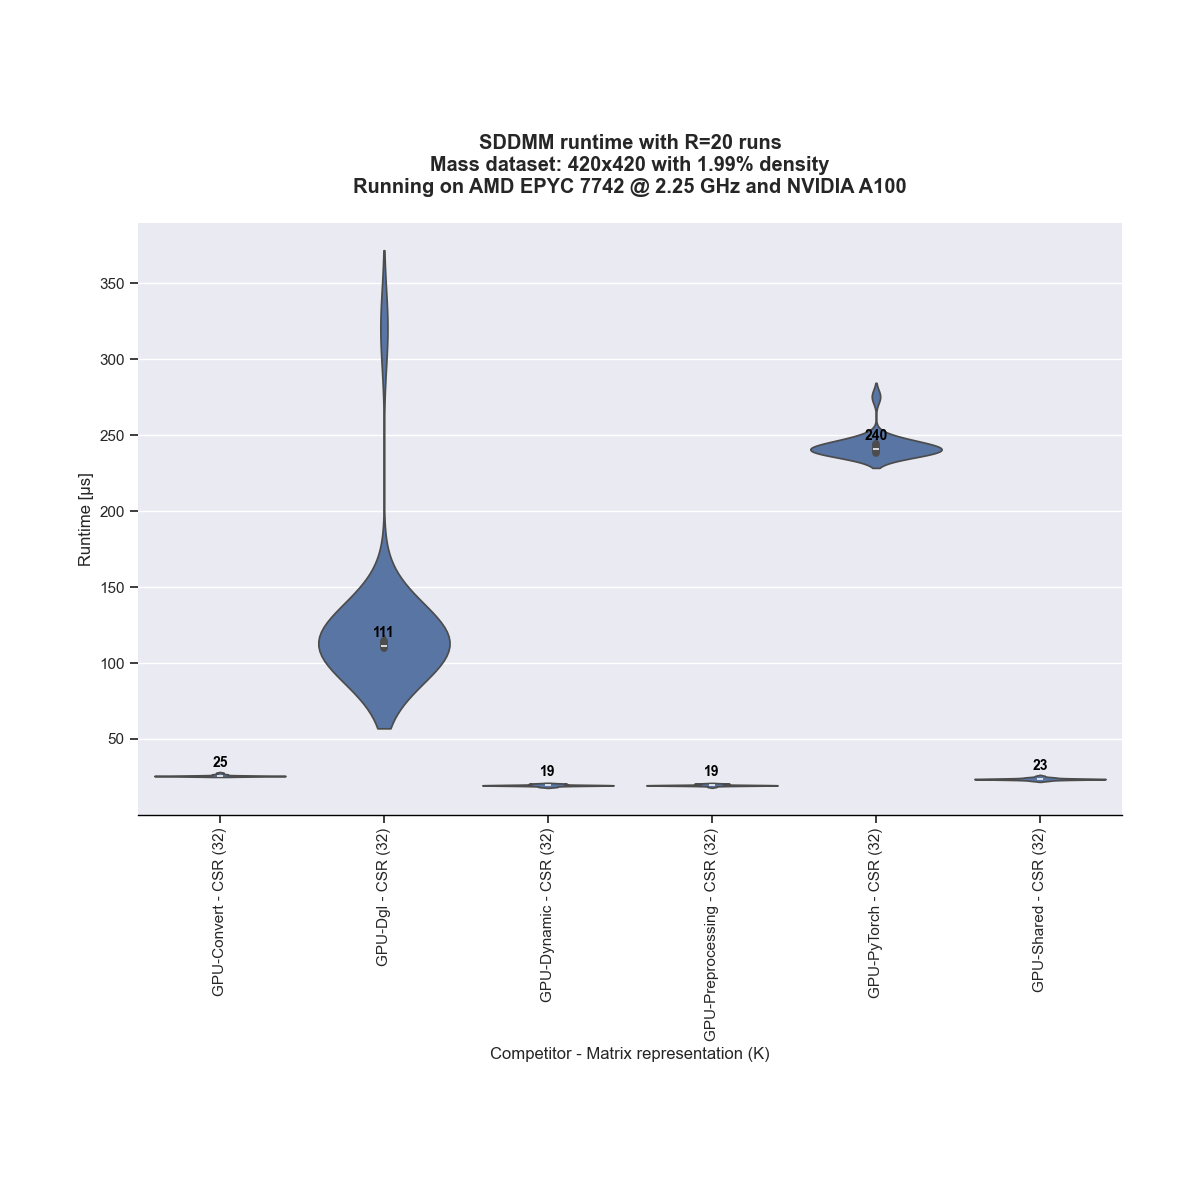 SDDMM runtime with R=20 runs
Mass dataset: 420x420 with 1.99% density
Running on AMD EPYC 7742 @ 2.25 GHz and NVIDIA A100
Runtime [µs]
350
300
250
200
150
100
50
25
111
19
19
240
23
GPU-Convert - CSR (32)
GPU-Dgl - CSR (32)
GPU-Dynamic - CSR (32)
GPU-Preprocessing - CSR (32)
GPU-PyTorch - CSR (32)
GPU-Shared - CSR (32)
Competitor - Matrix representation (K)